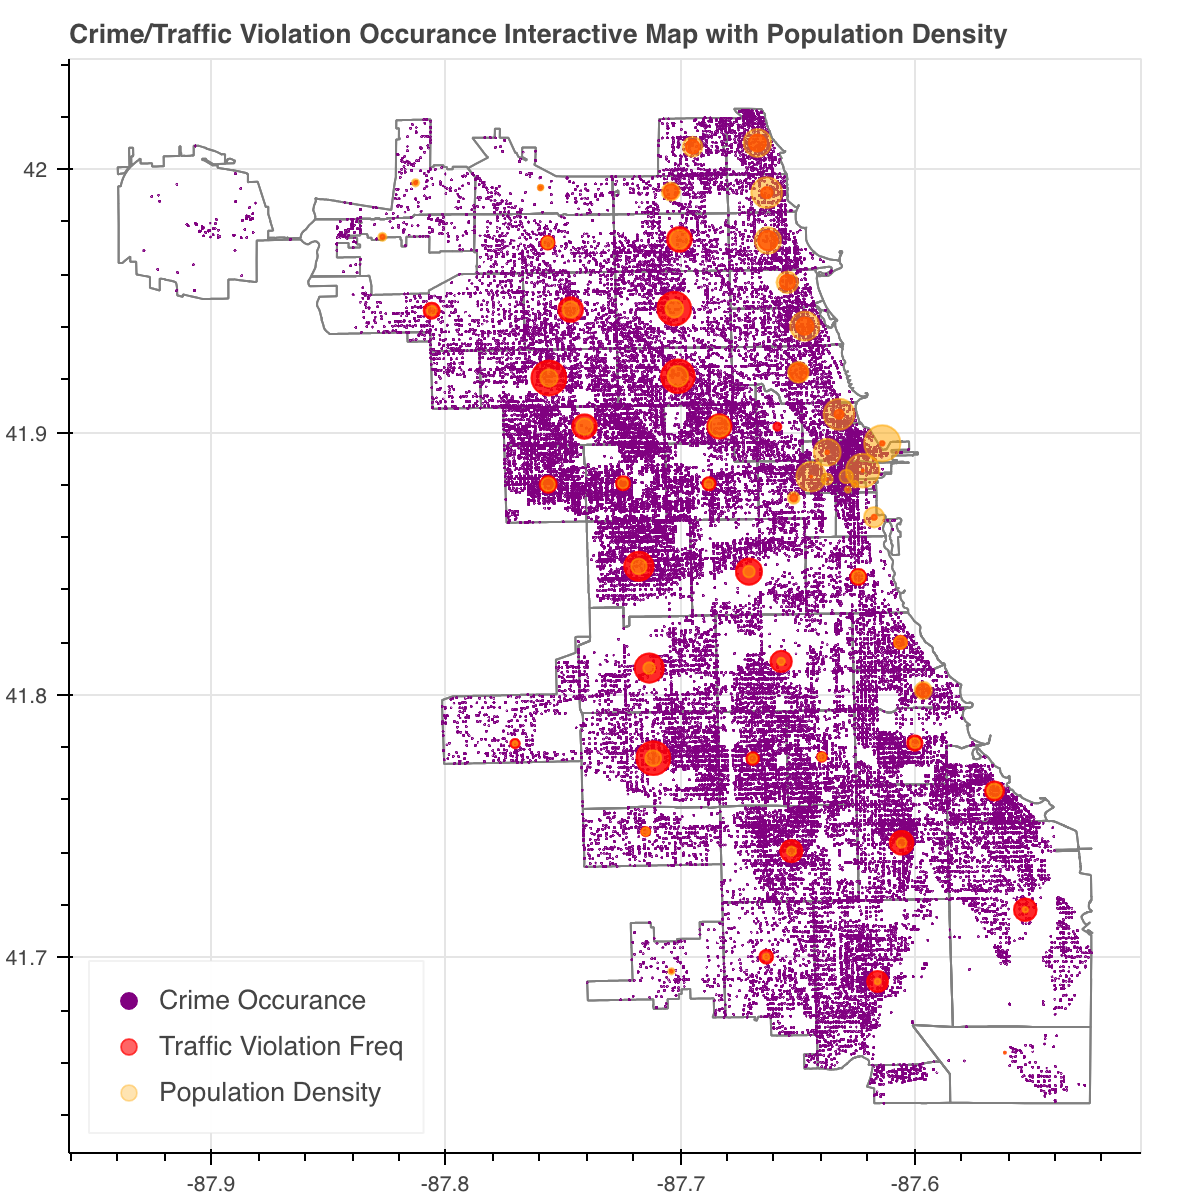 Crime/Traffic Violation Occurance Interactive Map with Population Density
42
41.9
41.8
41.7
Crime Occurance
Traffic Violation Freq
Population Density
-87.9 -87.8 -87.7 -87.6